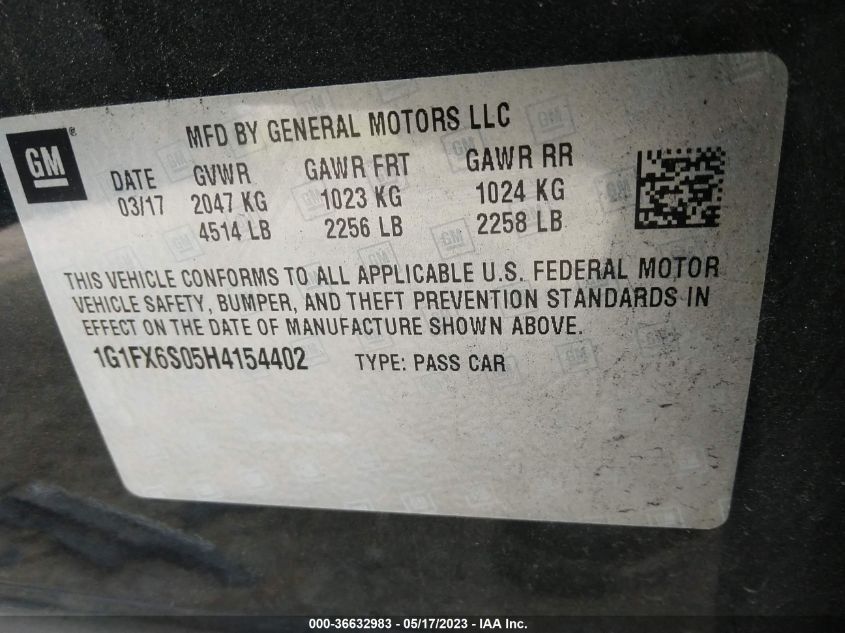 MFD BY GENERAL MOTORS LLC
GM®
DATE GVWR GAWR FRT GAWR RR
03/17 2047 KG 1023 KG 1024 KG
4514 LB 2256 LB 2258 LB
THIS VEHICLE CONFORMS TO ALL APPLICABLE U.S. FEDERAL MOTOR
VEHICLE SAFETY, BUMPER, AND THEFT PREVENTION STANDARDS IN
EFFECT ON THE DATE OF MANUFACTURE SHOWN ABOVE.
1G1FX6S05H4154402 TYPE: PASS CAR
000-36632983 - 05/17/2023 - IAA Inc.